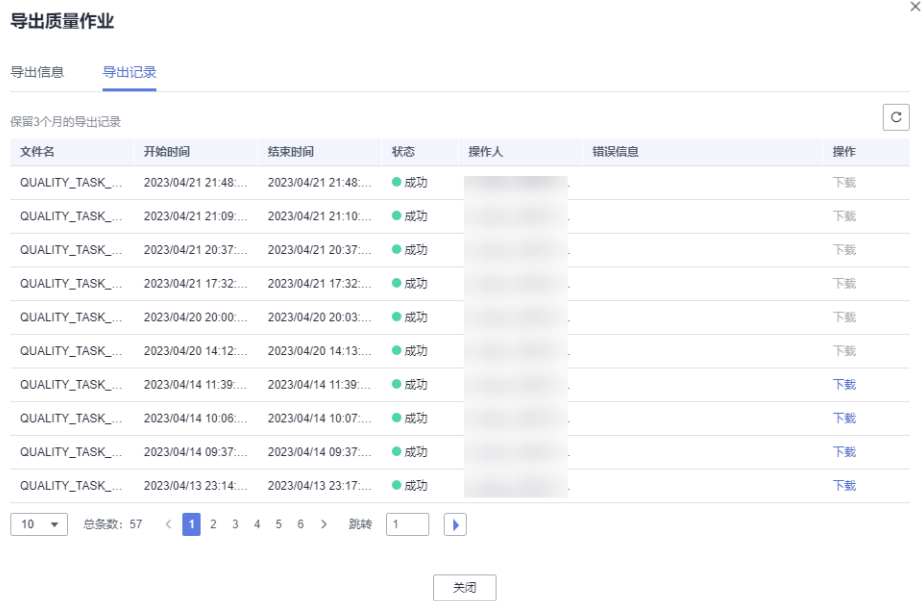 导出质量作业
导出信息 导出记录
保留3个月的导出记录
文件名 开始时间 结束时间 状态 操作人 错误信息 操作
QUALITY_TASK_... 2023/04/21 21:48:... 2023/04/21 21:48:... 成功 下载
QUALITY_TASK_... 2023/04/21 21:09:... 2023/04/21 21:10:... 成功 下载
QUALITY_TASK_... 2023/04/21 20:37:... 2023/04/21 20:37:... 成功 下载
QUALITY_TASK_... 2023/04/21 17:32:... 2023/04/21 17:32:... 成功 下载
QUALITY_TASK_... 2023/04/20 20:00:... 2023/04/20 20:03:... 成功 下载
QUALITY_TASK_... 2023/04/20 14:12:... 2023/04/20 14:13:... 成功 下载
QUALITY_TASK_... 2023/04/14 11:39:... 2023/04/14 11:39:... 成功 下载
QUALITY_TASK_... 2023/04/14 10:06:... 2023/04/14 10:07:... 成功 下载
QUALITY_TASK_... 2023/04/14 09:37:... 2023/04/14 09:37:... 成功 下载
QUALITY_TASK_... 2023/04/13 23:14:... 2023/04/13 23:17:... 成功 下载
10 总条数: 57 < 1 2 3 4 5 6 > 跳转 1
关闭